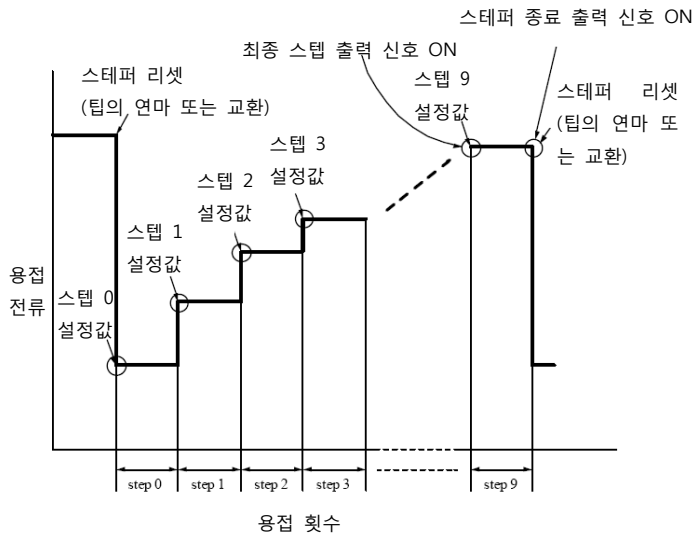 스테퍼 종료 출력 신호 ON
최종 스텝 출력 신호 ON
스테퍼 리셋
(팁의 연마 또는 교환)
스텝 9
설정값
스테퍼 리셋
(팁의 연마 또
는 교환)
스텝 3
설정값
스텝 2
설정값
스텝 1
설정값
용접
전류
스텝 0
설정값
step 0
step 1
step 2
step 3
step 9
용접 횟수